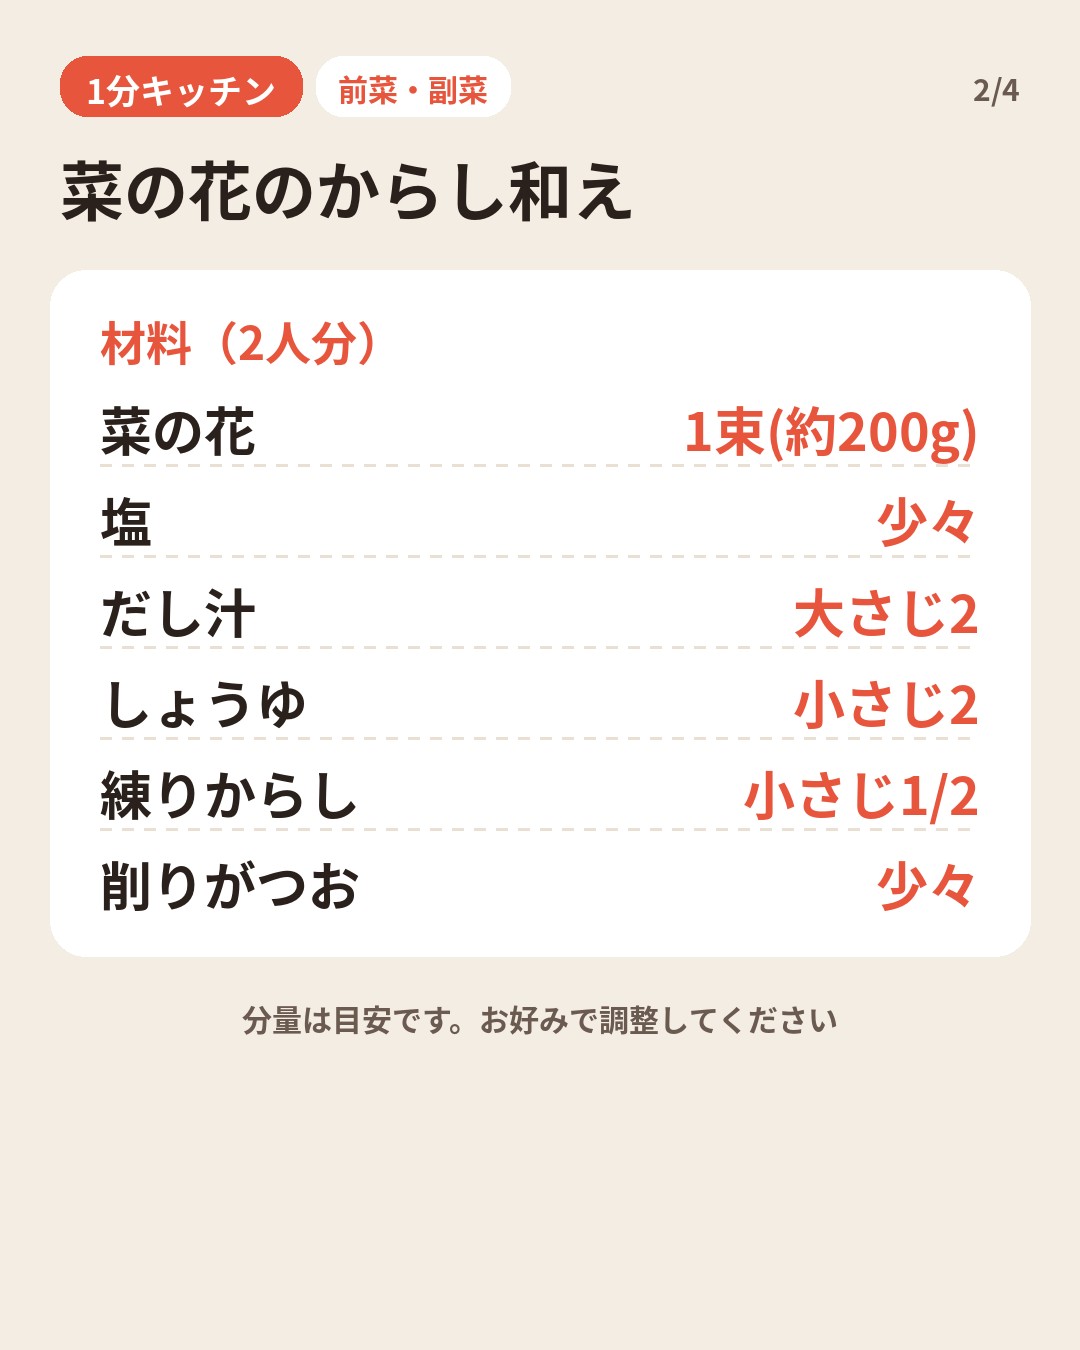 1分キッチン 前菜・副菜 2/4
菜の花のからし和え
材料（2人分）
菜の花 1束(約200g)
塩 少々
だし汁 大さじ2
しょうゆ 小さじ2
練りからし 小さじ1/2
削りがつお 少々
分量は目安です。お好みで調整してください